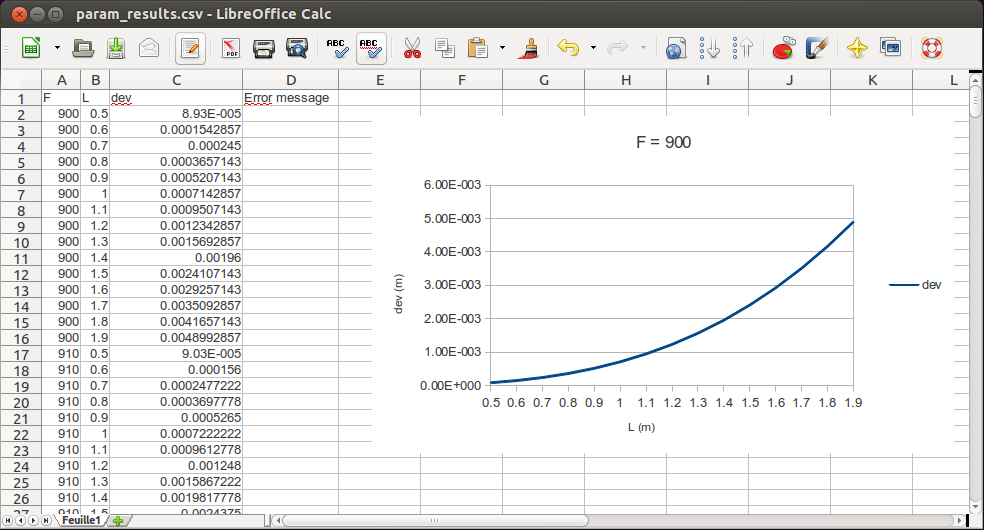 param_results.csv - LibreOffice Calc
PDF ABC ABC
A B C D E F G H I J K L
1 F L dev Error message
2 900 0.5 8.93E-005
3 900 0.6 0.0001542857
4 900 0.7 0.000245
5 900 0.8 0.0003657143
6 900 0.9 0.0005207143
7 900 1 0.0007142857
8 900 1.1 0.0009507143
9 900 1.2 0.0012342857
10 900 1.3 0.0015692857
11 900 1.4 0.00196
12 900 1.5 0.0024107143
13 900 1.6 0.0029257143
14 900 1.7 0.0035092857
15 900 1.8 0.0041657143
16 900 1.9 0.0048992857
17 910 0.5 9.03E-005
18 910 0.6 0.000156
19 910 0.7 0.0002477222
20 910 0.8 0.0003697778
21 910 0.9 0.0005265
22 910 1 0.0007222222
23 910 1.1 0.0009612778
24 910 1.2 0.001248
25 910 1.3 0.0015867222
26 910 1.4 0.0019817778
27 910 1.5 0.0024375
F = 900
6.00E-003
5.00E-003
4.00E-003
3.00E-003
2.00E-003
1.00E-003
0.00E+000
dev (m)
dev
0.5 0.6 0.7 0.8 0.9 1 1.1 1.2 1.3 1.4 1.5 1.6 1.7 1.8 1.9
L (m)
Feuille1